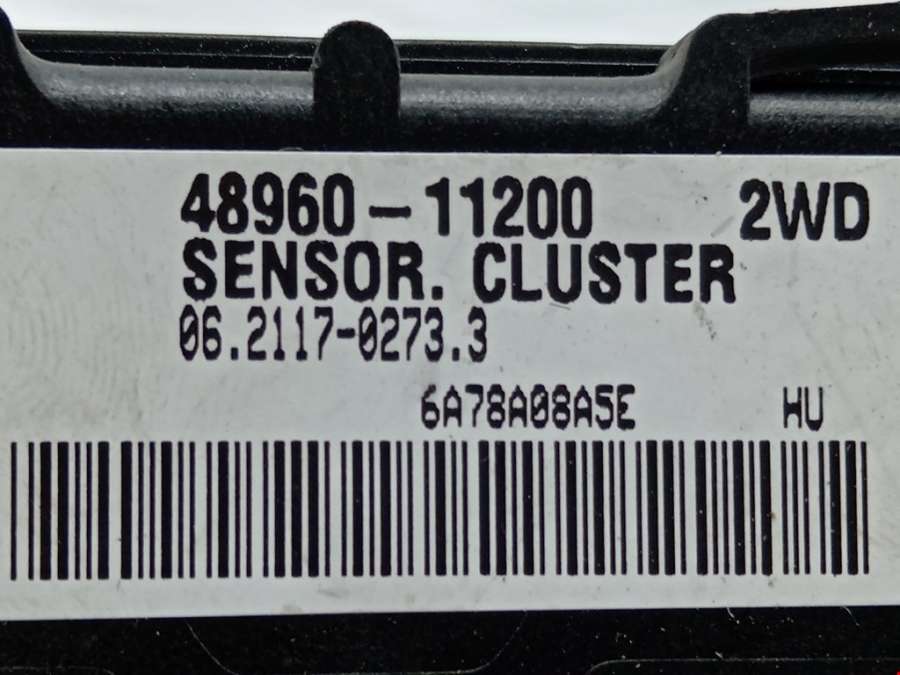 48960-11200 2WD
SENSOR. CLUSTER
06.2117-0273.3
6A78A08A5E HU